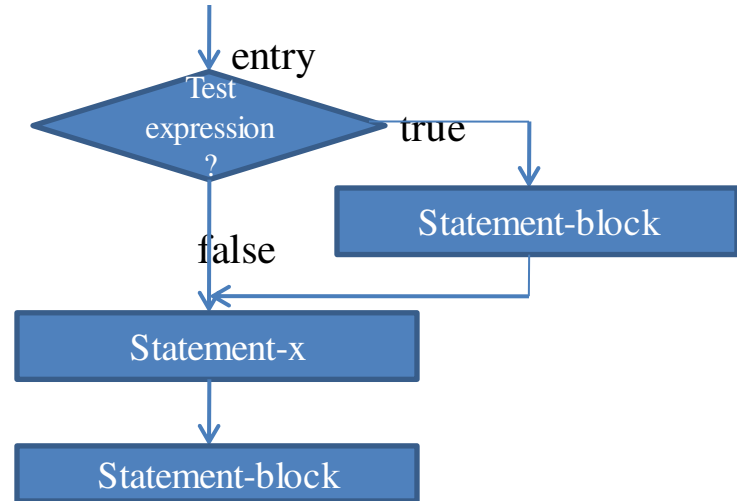 entry
Test
expression
?
true
Statement-block
false
Statement-x
Statement-block